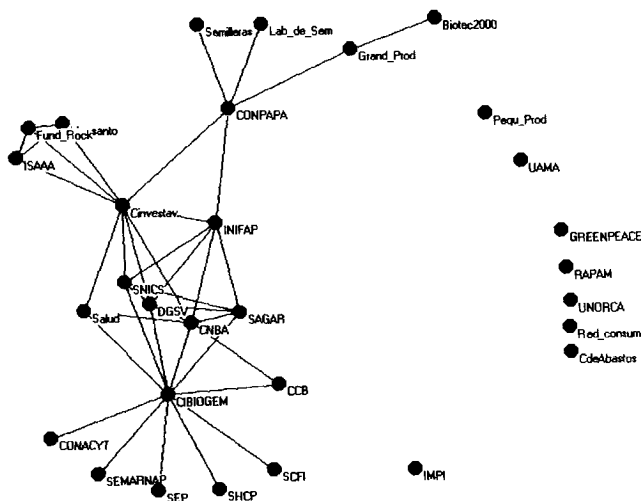 Semilleras
Lab_de_Sem
Biotec2000
Grand_Prod
CONPAPA
Pequ_Prod
Fund_Rock
santo
ISAAA
UAMA
Cinvestav
INIFAP
GREENPEACE
RAPAM
SNICS
UNORCA
DGSV
SAGAR
Salud
CNBA
Red_consum
CdeAbastos
CCB
CIBIOGEM
CONACYT
SEMARNAP
SEP
SHCP
SCFI
IMPI